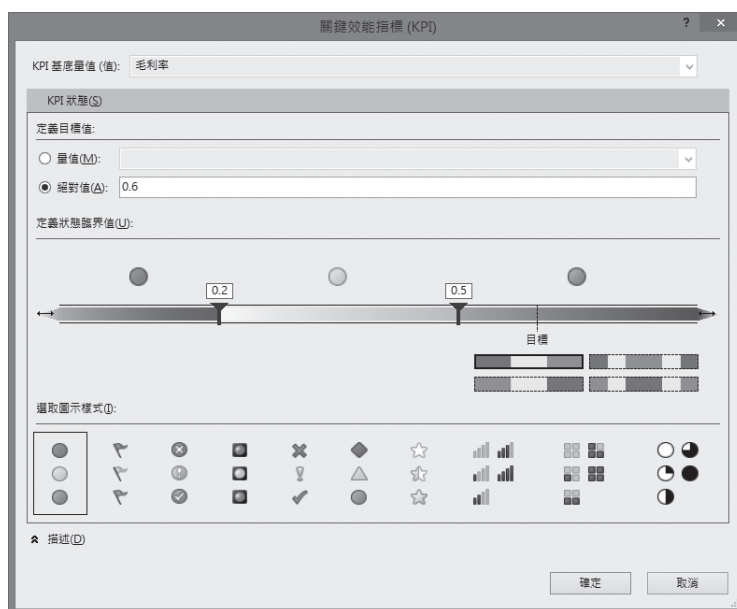 關鍵效能指標 (KPI)
? ×
KPI 基底量值 (值): 毛利率
KPI 狀態(S)
定義目標值:
量值(M):
絕對值(A): 0.6
定義狀態臨界值(U):
0.2 0.5
目標
選取圖示樣式(I):
描述(D)
確定 取消